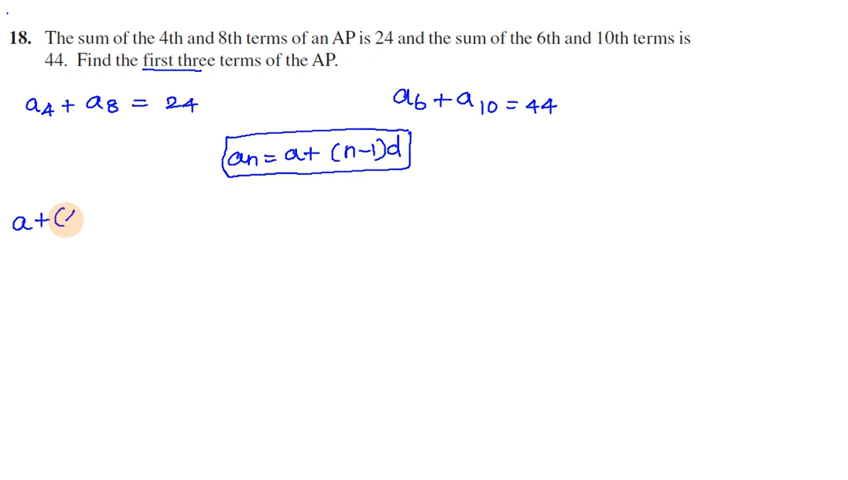 18. The sum of the 4th and 8th terms of an AP is 24 and the sum of the 6th and 10th terms is
44. Find the first three terms of the AP.
a₄ + a₈ = 24
a₆ + a₁₀ = 44
an = a + (n-1)d
a + (